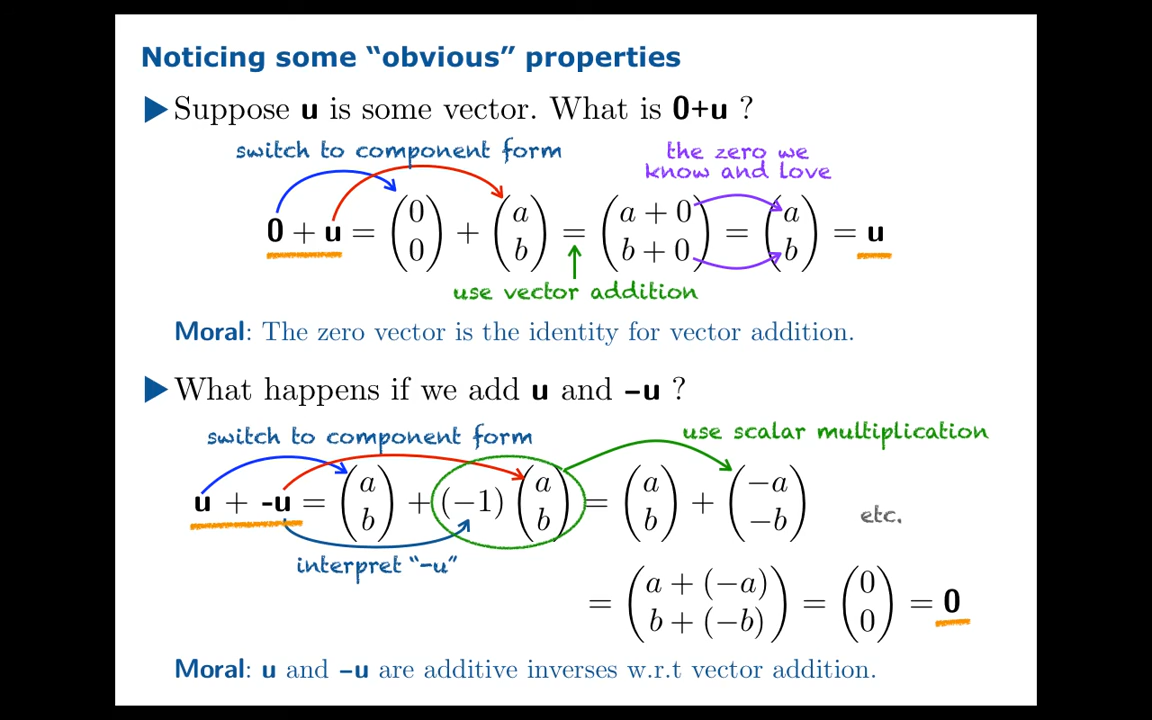 Noticing some “obvious” properties
▶Suppose u is some vector. What is 0+u ?
switch to component form
the zero we
know and love
0 + u = (0 0) + (a b) = (a + 0 b + 0) = (a b) = u
use vector addition
Moral: The zero vector is the identity for vector addition.
▶What happens if we add u and –u ?
switch to component form
use scalar multiplication
u + -u = (a b) + (−1) (a b) = (a b) + (−a −b)
etc.
interpret “-u”
= (a + (−a) b + (−b)) = (0 0) = 0
Moral: u and –u are additive inverses w.r.t vector addition.